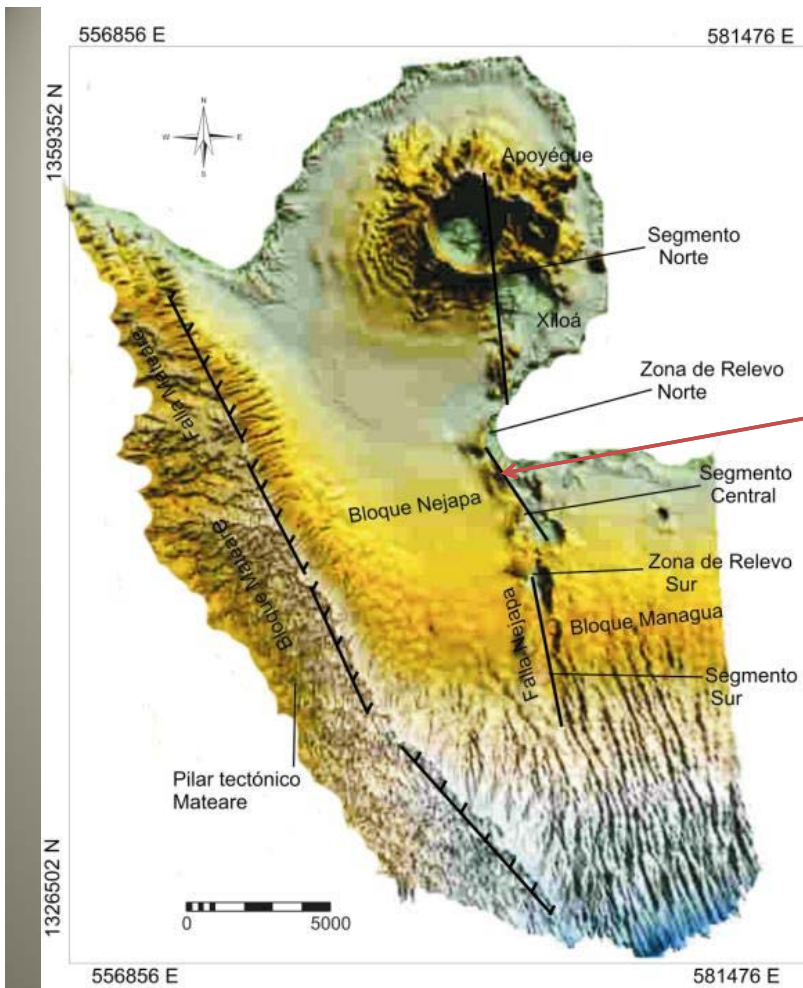 556856 E
581476 E
1359352 N
N
W
E
S
Apoyéque
Segmento
Norte
Xiloá
Zona de Relevo
Norte
Falla Mateare
Segmento
Central
Bloque Nejapa
Bloque Mateare
Zona de Relevo
Sur
Bloque Managua
Falla Nejapa
Segmento
Sur
Pilar tectónico
Mateare
1326502 N
0
5000
556856 E
581476 E